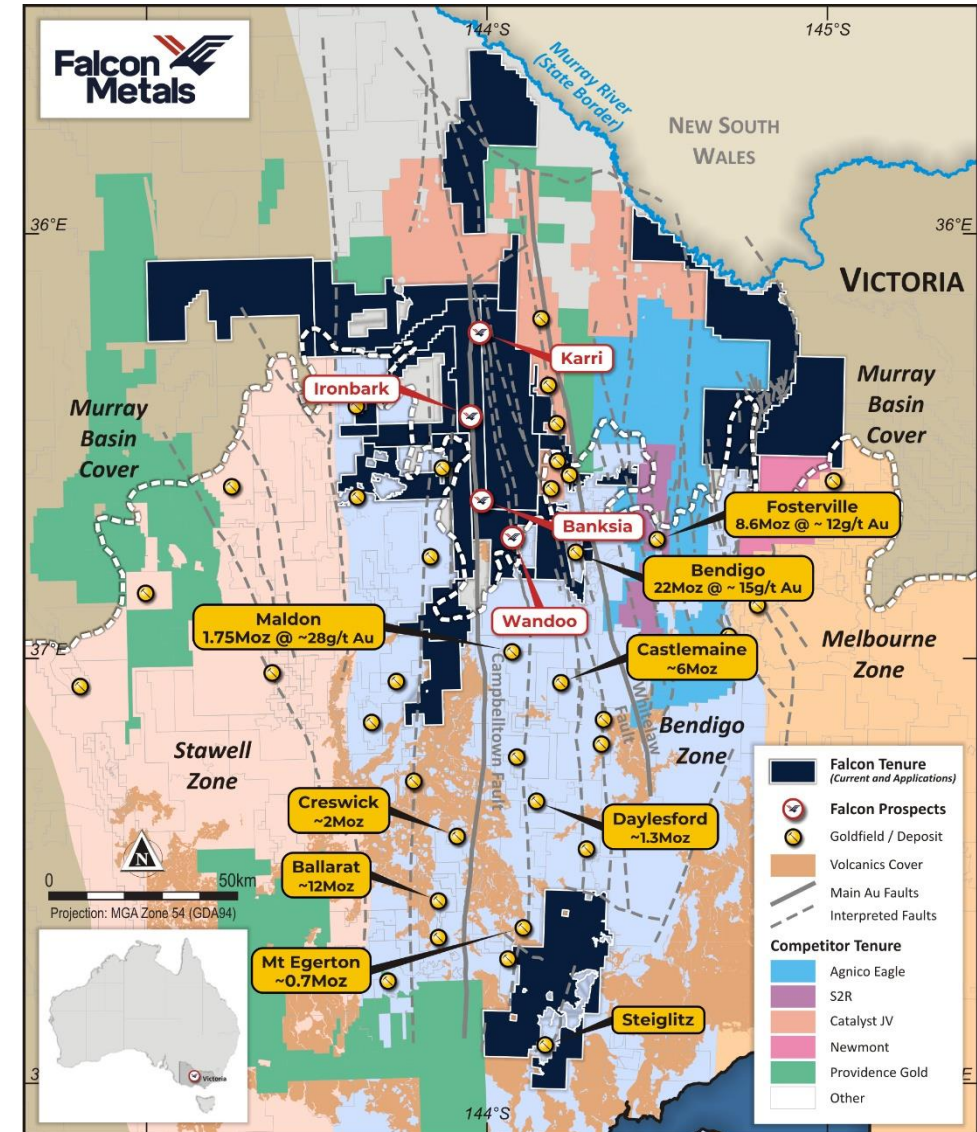 Falcon
Metals
144°S
145°S
Murray River
(State Border)
NEW SOUTH
WALES
36°E
36°E
VICTORIA
Karri
Ironbark
Murray
Basin
Cover
Murray
Basin
Cover
Banksia
Fosterville
8.6Moz @ ~ 12g/t Au
Bendigo
22Moz @ ~ 15g/t Au
Wandoo
Maldon
1.75Moz @ ~28g/t Au
37°E
Castlemaine
~6Moz
Melbourne
Zone
Campbelltown Fault
Whitelaw
Fault
Stawell
Zone
Bendigo
Zone
Creswick
~2Moz
Daylesford
~1.3Moz
Ballarat
~12Moz
N
0
50km
Projection: MGA Zone 54 (GDA94)
Mt Egerton
~0.7Moz
Steiglitz
Victoria
144°S
Falcon Tenure
(Current and Applications)
Falcon Prospects
Goldfield / Deposit
Volcanics Cover
Main Au Faults
Interpreted Faults
Competitor Tenure
Agnico Eagle
S2R
Catalyst JV
Newmont
Providence Gold
Other